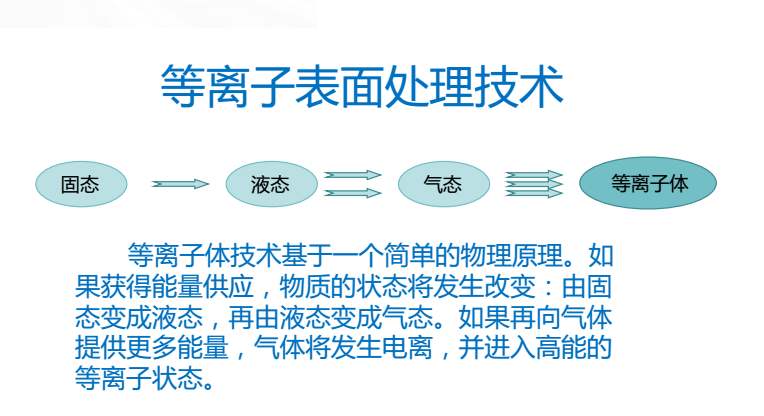 等离子表面处理技术
固态 液态 气态 等离子体
等离子体技术基于一个简单的物理原理。如
果获得能量供应，物质的状态将发生改变：由固
态变成液态，再由液态变成气态。如果再向气体
提供更多能量，气体将发生电离，并进入高能的
等离子状态。